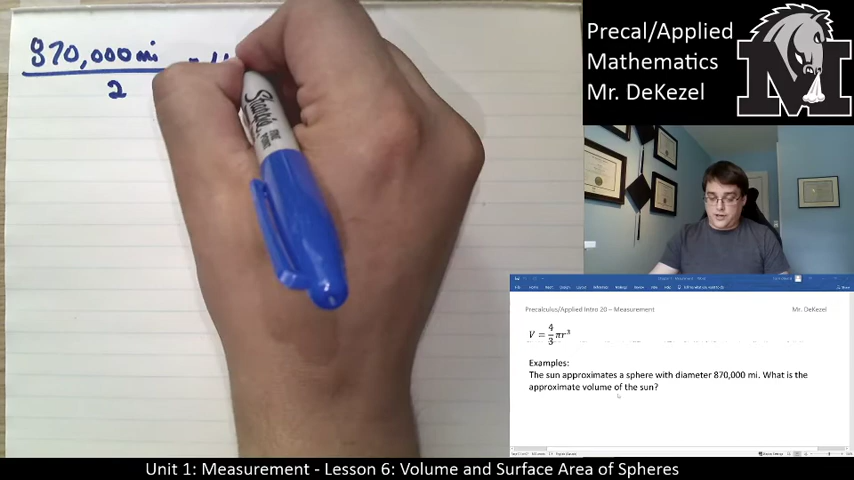 870,000 mi
2
Precal/Applied
Mathematics
Mr. DeKezel
M
Sharpie
Precalculus/Applied Intro 20 – Measurement
Mr. DeKezel
V = 4/3 πr³
Examples:
The sun approximates a sphere with diameter 870,000 mi. What is the
approximate volume of the sun?
Unit 1: Measurement - Lesson 6: Volume and Surface Area of Spheres